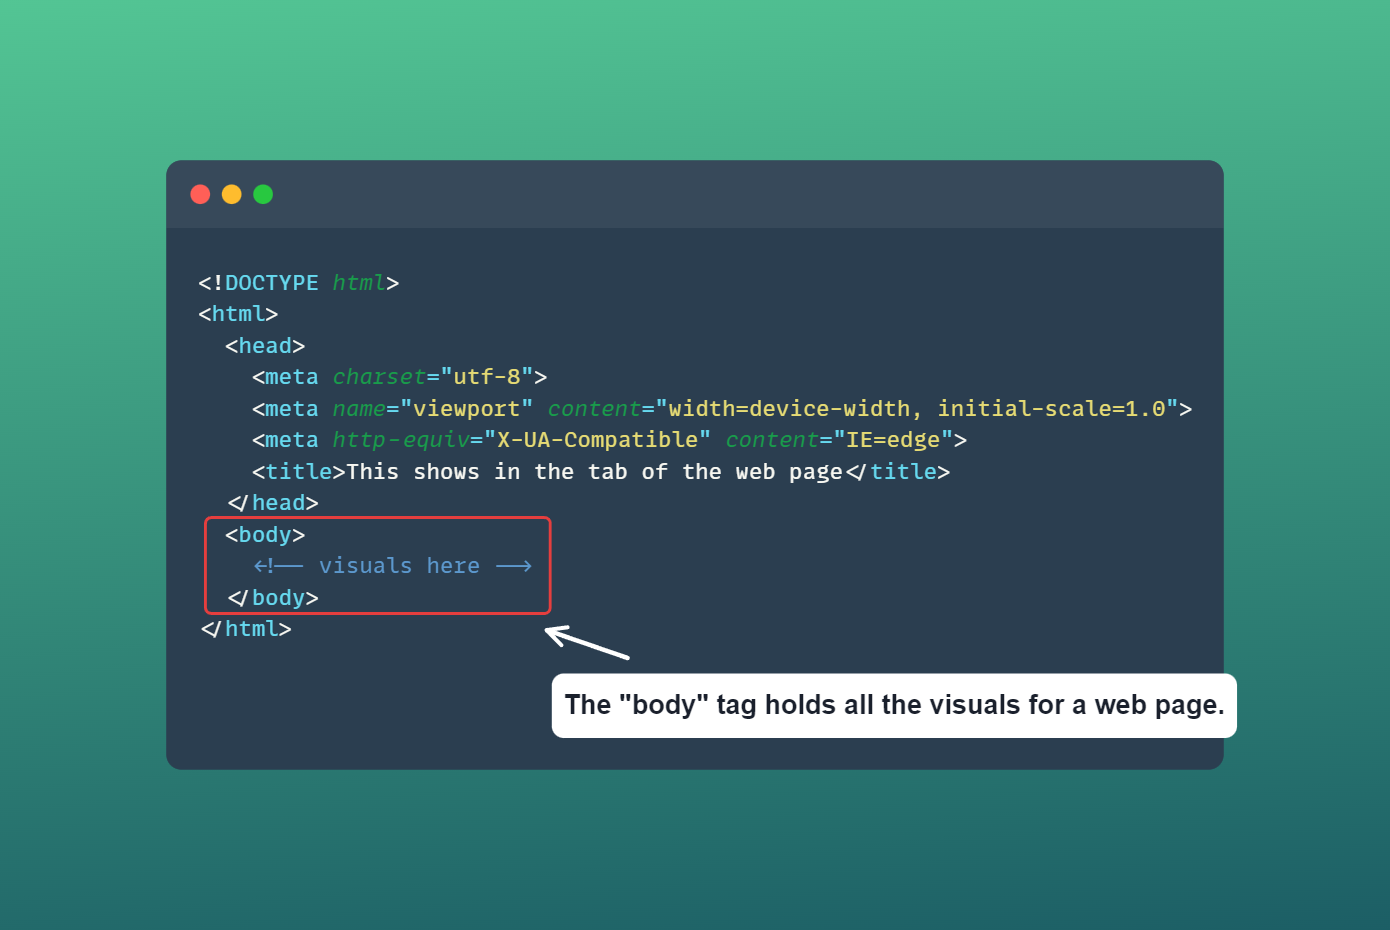 <!DOCTYPE html>
<html>
<head>
<meta charset="utf-8">
<meta name="viewport" content="width=device-width, initial-scale=1.0">
<meta http-equiv="X-UA-Compatible" content="IE=edge">
<title>This shows in the tab of the web page</title>
</head>
<body>
<!-- visuals here -->
</body>
</html>
The "body" tag holds all the visuals for a web page.